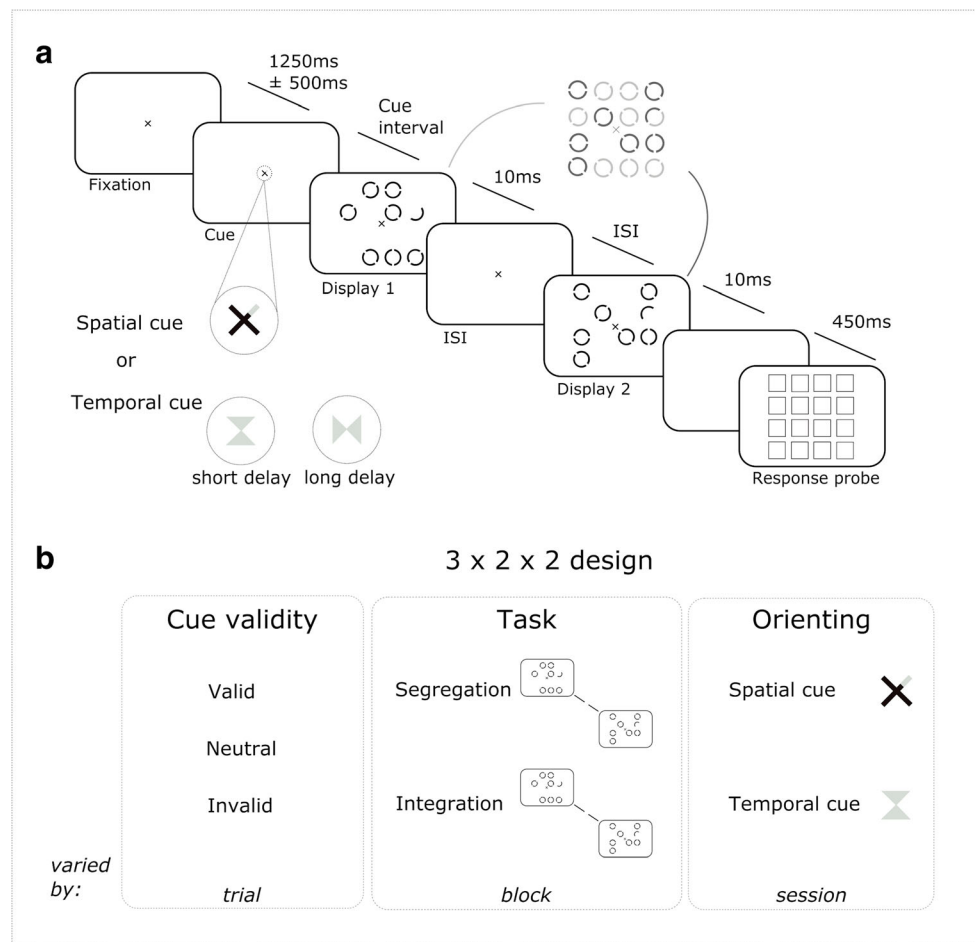 a
1250ms
± 500ms
Cue
interval
10ms
ISI
10ms
450ms
Fixation
Cue
Display 1
ISI
Display 2
Response probe
Spatial cue
or
Temporal cue
short delay
long delay
b
3 x 2 x 2 design
Cue validity
Valid
Neutral
Invalid
Task
Segregation
Integration
Orienting
Spatial cue
Temporal cue
varied
by:
trial
block
session